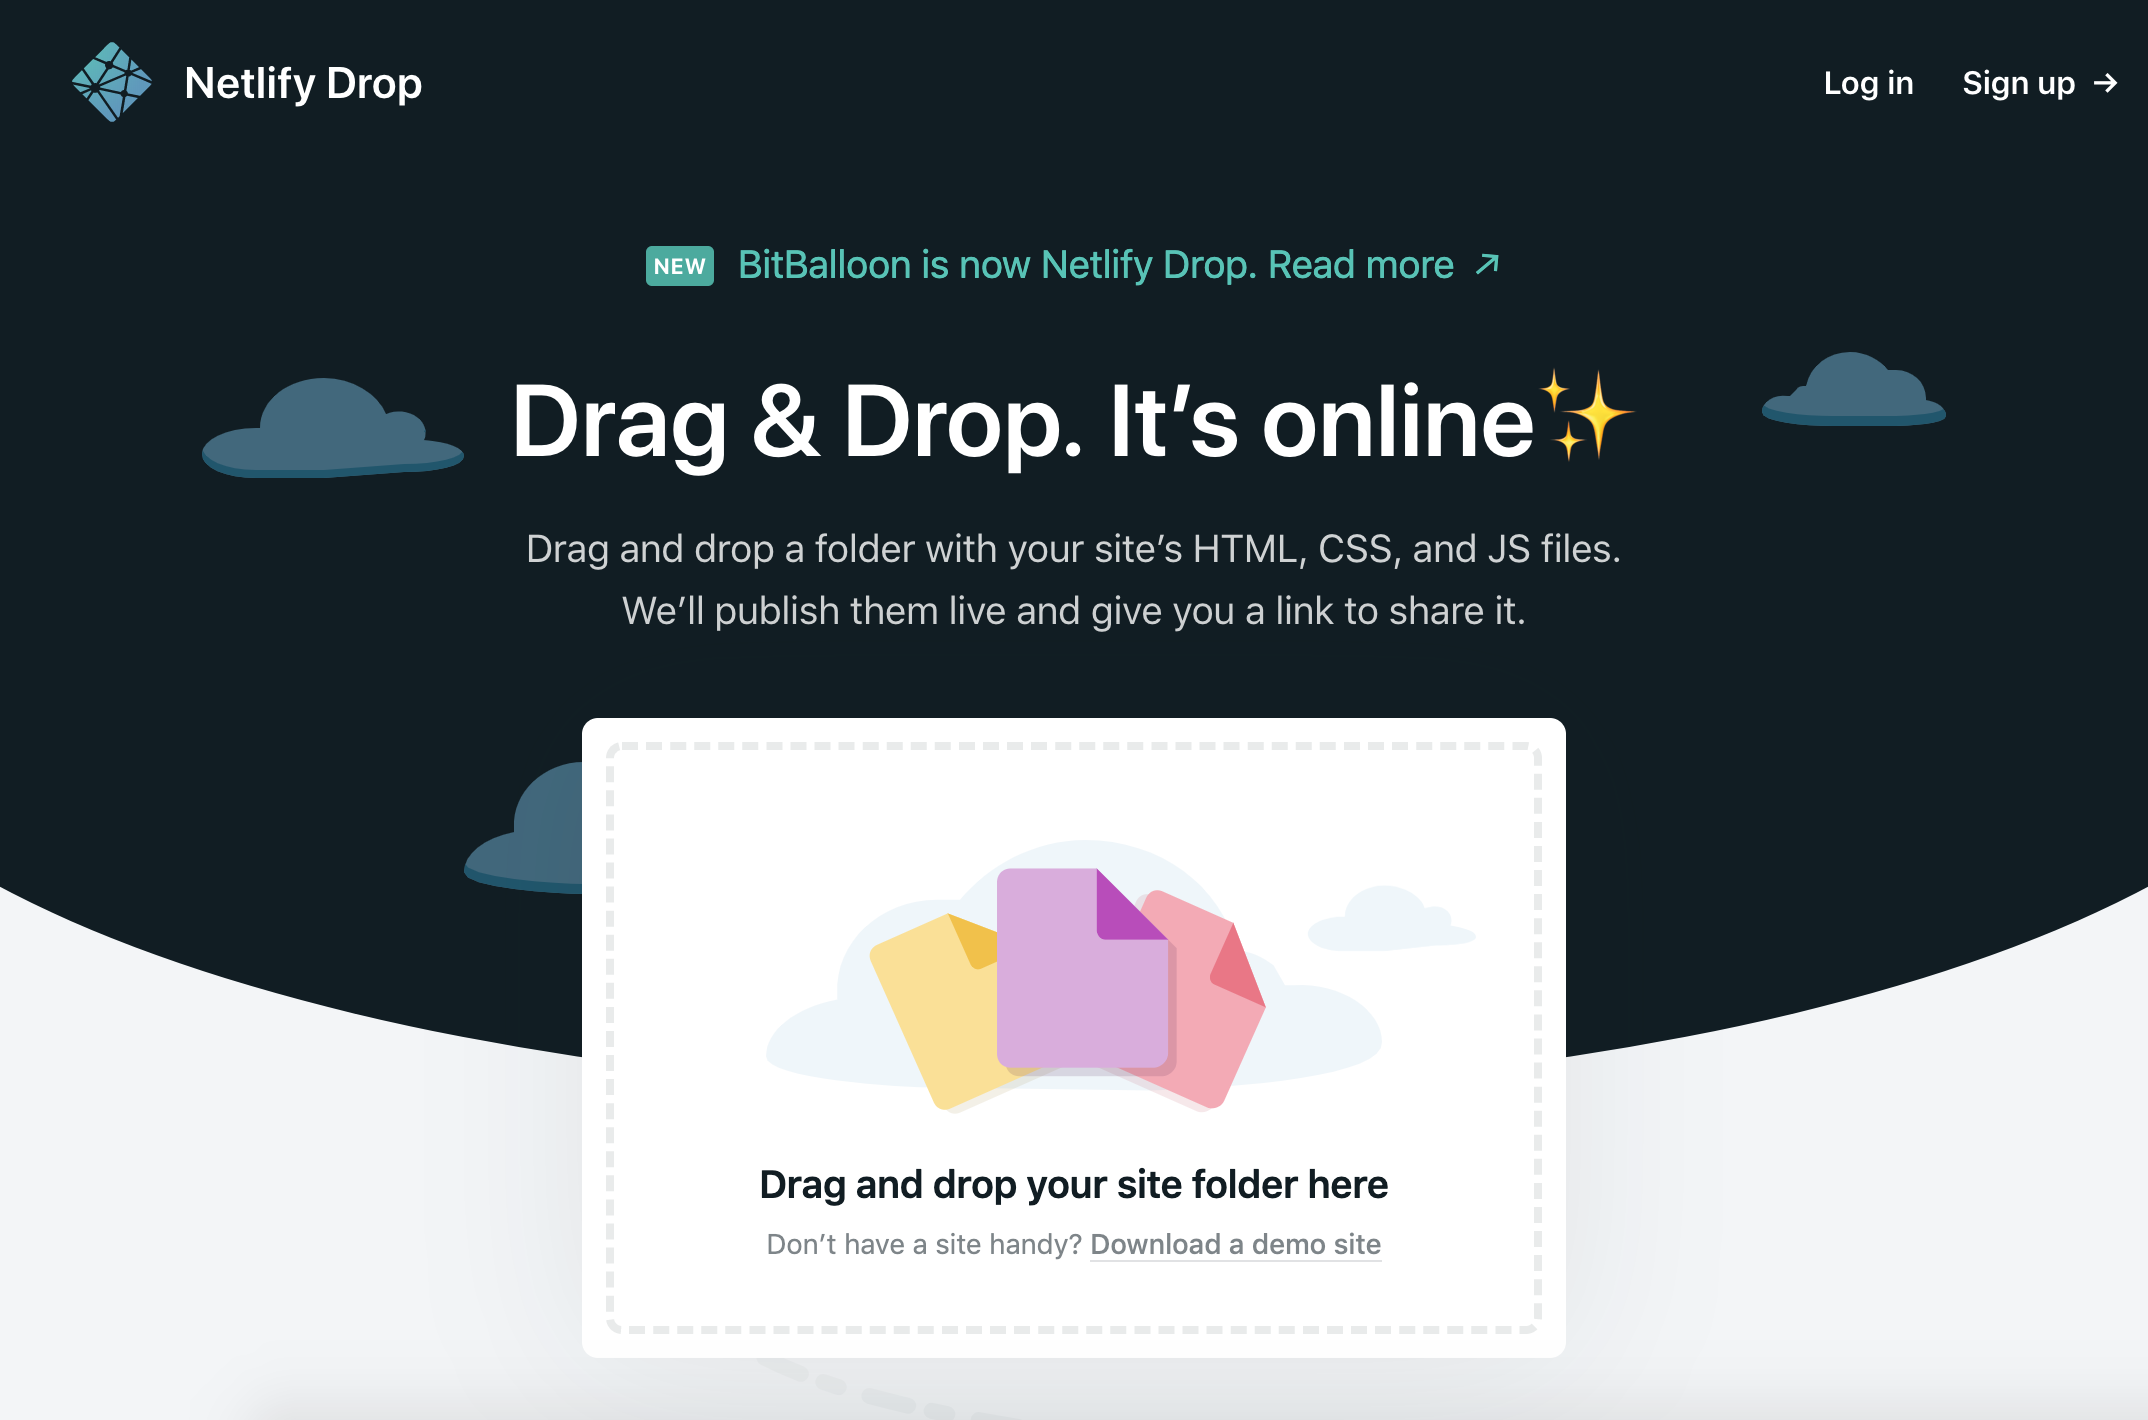 Netlify Drop
Log in
Sign up →
NEW
BitBalloon is now Netlify Drop. Read more ↗
Drag & Drop. It’s online✨
Drag and drop a folder with your site’s HTML, CSS, and JS files.
We’ll publish them live and give you a link to share it.
Drag and drop your site folder here
Don’t have a site handy? Download a demo site